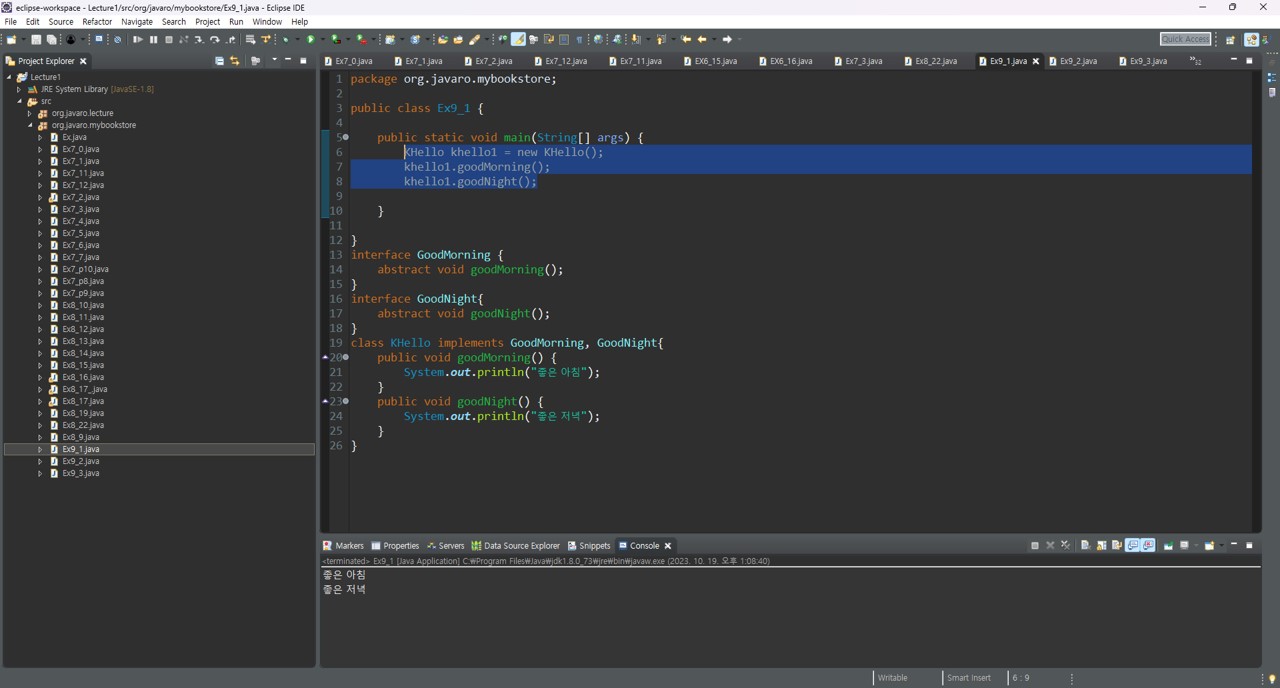 eclipse-workspace - Lecture1/src/org/javaro/mybookstore/Ex9_1.java - Eclipse IDE
File Edit Source Refactor Navigate Search Project Run Window Help
Quick Access
Project Explorer
Lecture1
JRE System Library [JavaSE-1.8]
src
org.javaro.lecture
org.javaro.mybookstore
Ex.java
Ex7_0.java
Ex7_1.java
Ex7_11.java
Ex7_12.java
Ex7_2.java
Ex7_3.java
Ex7_4.java
Ex7_5.java
Ex7_6.java
Ex7_7.java
Ex7_p10.java
Ex7_p8.java
Ex7_p9.java
Ex8_10.java
Ex8_11.java
Ex8_12.java
Ex8_13.java
Ex8_14.java
Ex8_15.java
Ex8_16.java
Ex8_17_.java
Ex8_17.java
Ex8_19.java
Ex8_22.java
Ex8_9.java
Ex9_1.java
Ex9_2.java
Ex9_3.java
Ex7_0.java Ex7_1.java Ex7_2.java Ex7_12.java Ex7_11.java EX6_15.java EX6_16.java Ex7_3.java Ex8_22.java Ex9_1.java Ex9_2.java Ex9_3.java »32
1 package org.javaro.mybookstore;
2
3 public class Ex9_1 {
4
5 public static void main(String[] args) {
6 KHello khello1 = new KHello();
7 khello1.goodMorning();
8 khello1.goodNight();
9
10 }
11
12 }
13 interface GoodMorning {
14 abstract void goodMorning();
15 }
16 interface GoodNight{
17 abstract void goodNight();
18 }
19 class KHello implements GoodMorning, GoodNight{
20 public void goodMorning() {
21 System.out.println("좋은 아침");
22 }
23 public void goodNight() {
24 System.out.println("좋은 저녁");
25 }
26 }
Markers Properties Servers Data Source Explorer Snippets Console
<terminated> Ex9_1 [Java Application] C:₩Program Files₩Java₩jdk1.8.0_73₩jre₩bin₩javaw.exe (2023. 10. 19. 오후 1:08:40)
좋은 아침
좋은 저녁
Writable Smart Insert 6 : 9